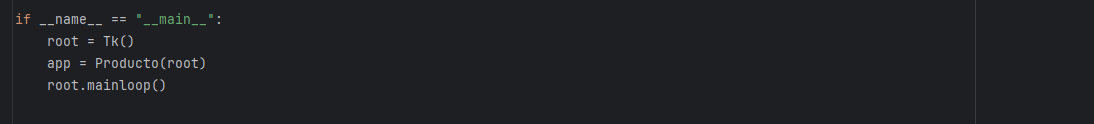 if __name__ == "__main__":
    root = Tk()
    app = Producto(root)
    root.mainloop()